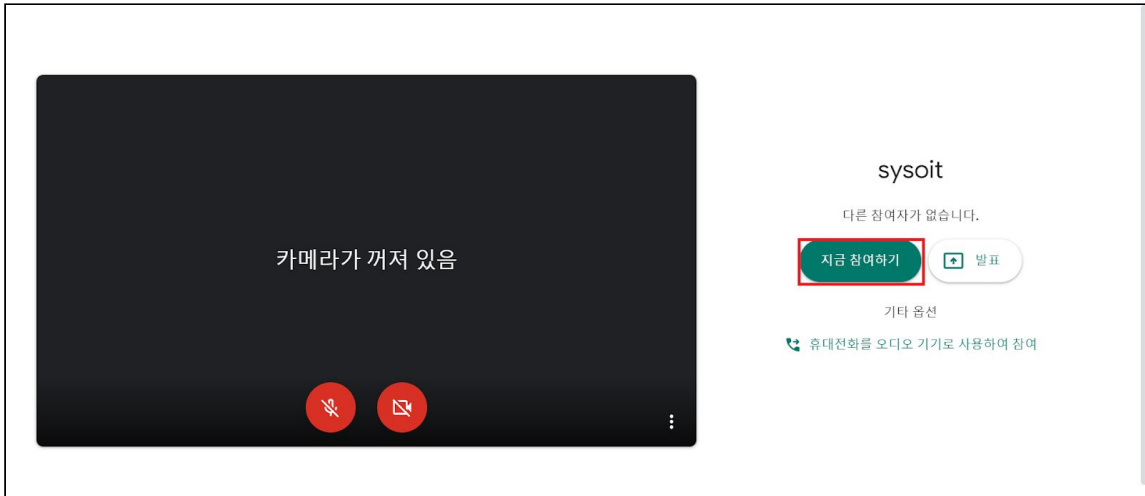 카메라가 꺼져 있음
sysoit
다른 참여자가 없습니다.
지금 참여하기
발표
기타 옵션
휴대전화를 오디오 기기로 사용하여 참여